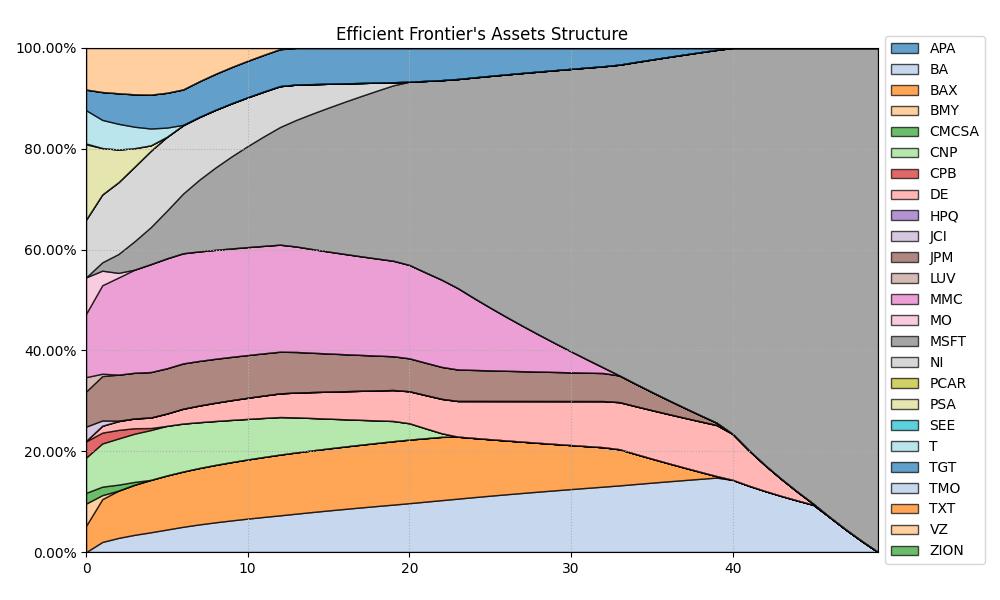 Efficient Frontier's Assets Structure
100.00%
80.00%
60.00%
40.00%
20.00%
0.00%
0
10
20
30
40
APA
BA
BAX
BMY
CMCSA
CNP
CPB
DE
HPQ
JCI
JPM
LUV
MMC
MO
MSFT
NI
PCAR
PSA
SEE
T
TGT
TMO
TXT
VZ
ZION